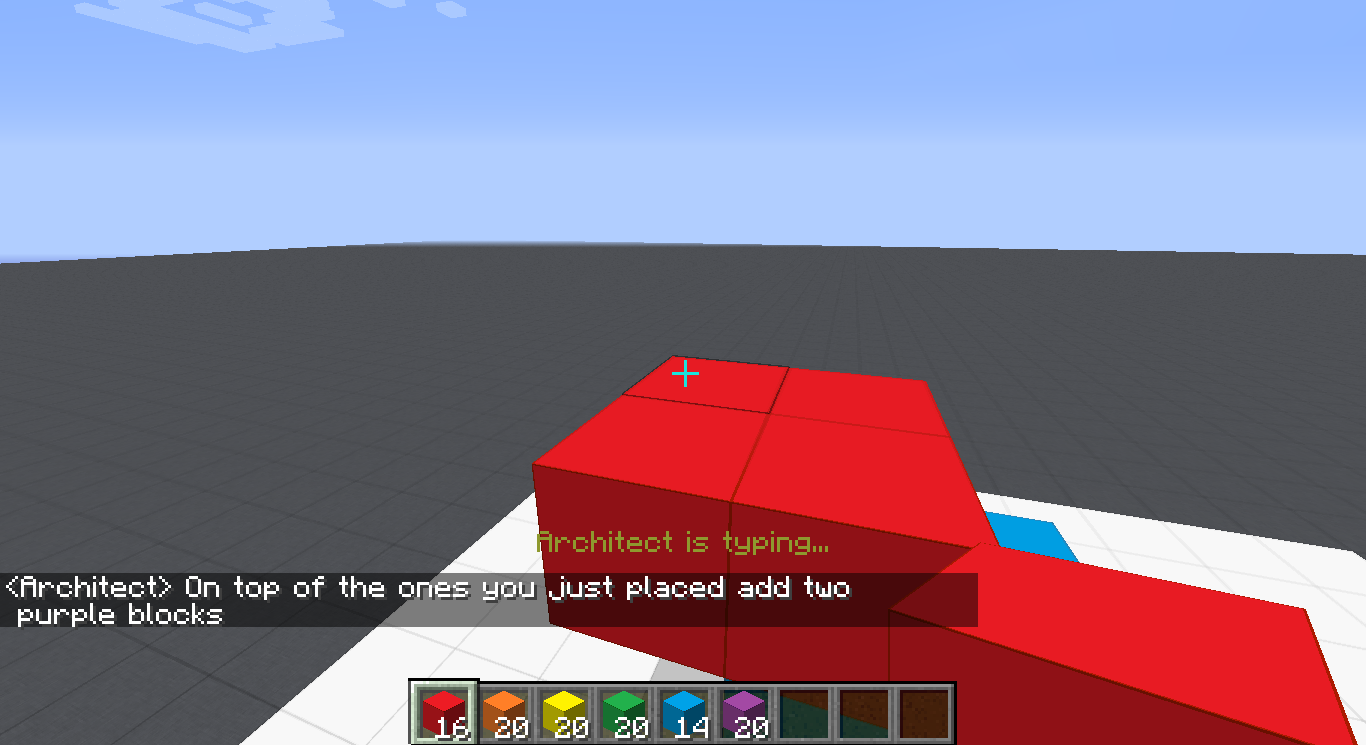 Architect is typing...
<Architect> On top of the ones you just placed add two
purple blocks
16 20 20 20 14 20